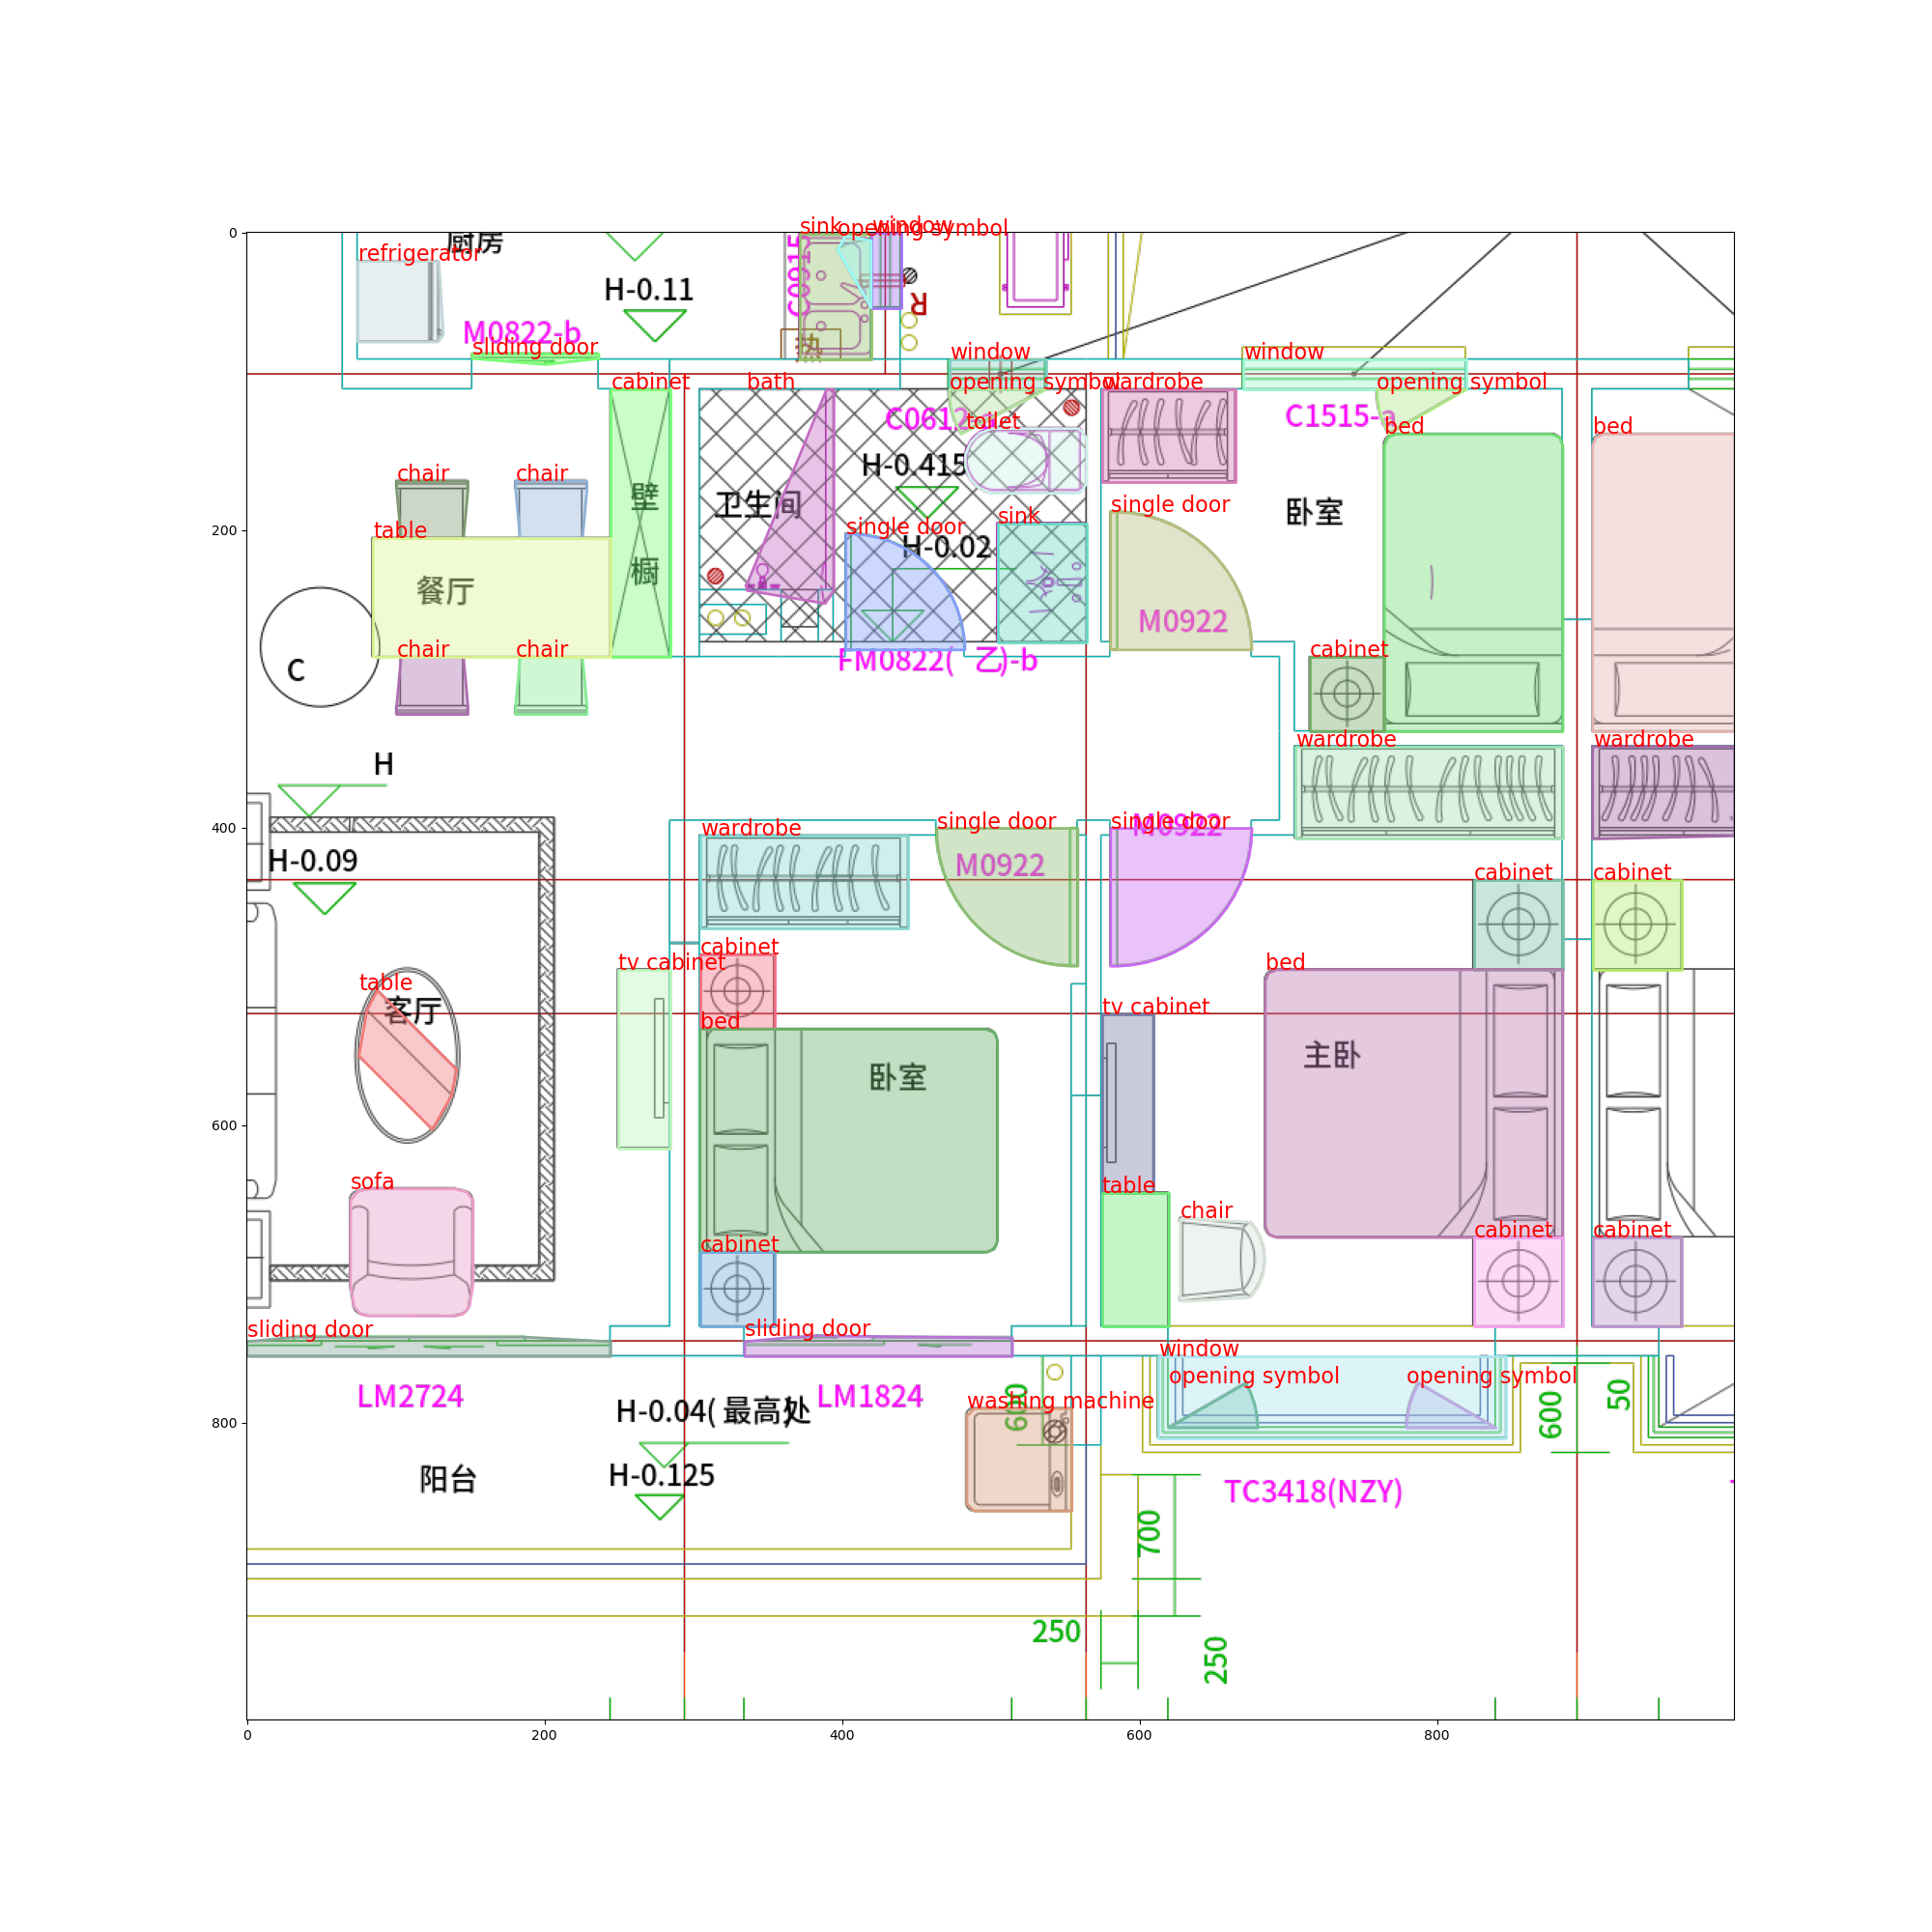 厨房
refrigerator
H-0.11
M0822-b
sliding door
C0915
sink
opening symbol
window
R
热
window
window
cabinet
bath
opening symbol
wardrobe
opening symbol
C0612
C1515-
toilet
bed
bed
H-0.415
卫生间
壁
橱
chair
chair
table
餐厅
single door
sink
H-0.02
single door
卧室
M0922
chair
chair
C
FM0822( 乙)-b
cabinet
wardrobe
wardrobe
H
H-0.09
wardrobe
single door
M0922
single door
M0922
cabinet
cabinet
cabinet
tv cabinet
bed
tv cabinet
bed
table
客厅
卧室
主卧
sofa
table
chair
cabinet
cabinet
cabinet
sliding door
sliding door
window
opening symbol
opening symbol
LM2724
H-0.04( 最高处
LM1824
washing machine
600
600
50
阳台
H-0.125
TC3418(NZY)
700
250
250
0
200
400
600
800
0
200
400
600
800